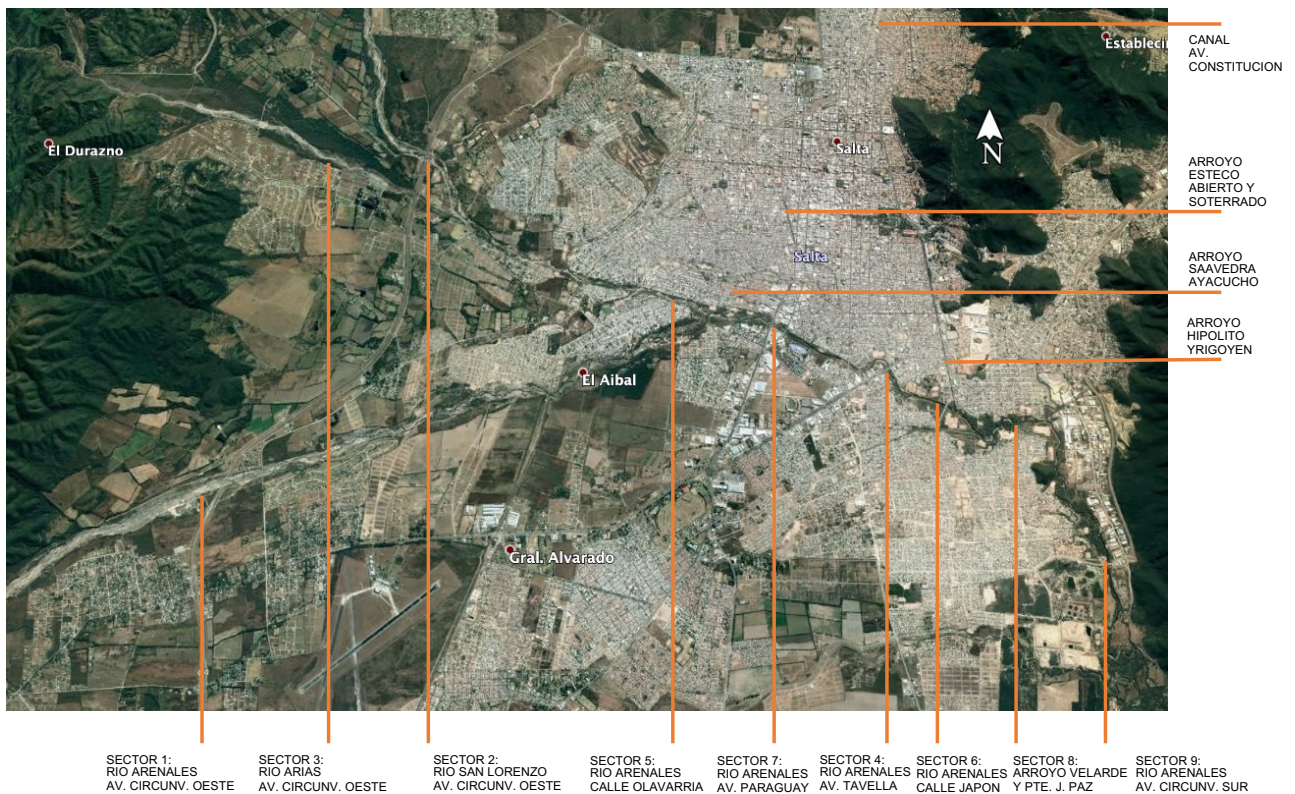 CANAL
AV.
CONSTITUCION
Estableci
El Durazno
Salta
N
ARROYO
ESTECO
ABIERTO Y
SOTERRADO
Salta
ARROYO
SAAVEDRA
AYACUCHO
ARROYO
HIPOLITO
YRIGOYEN
El Aibal
Gral. Alvarado
SECTOR 1:
RIO ARENALES
AV. CIRCUNV. OESTE
SECTOR 3:
RIO ARIAS
AV. CIRCUNV. OESTE
SECTOR 2:
RIO SAN LORENZO
AV. CIRCUNV. OESTE
SECTOR 5:
RIO ARENALES
CALLE OLAVARRIA
SECTOR 7:
RIO ARENALES
AV. PARAGUAY
SECTOR 4:
RIO ARENALES
AV. TAVELLA
SECTOR 6:
RIO ARENALES
CALLE JAPON
SECTOR 8:
ARROYO VELARDE
Y PTE. J. PAZ
SECTOR 9:
RIO ARENALES
AV. CIRCUNV. SUR